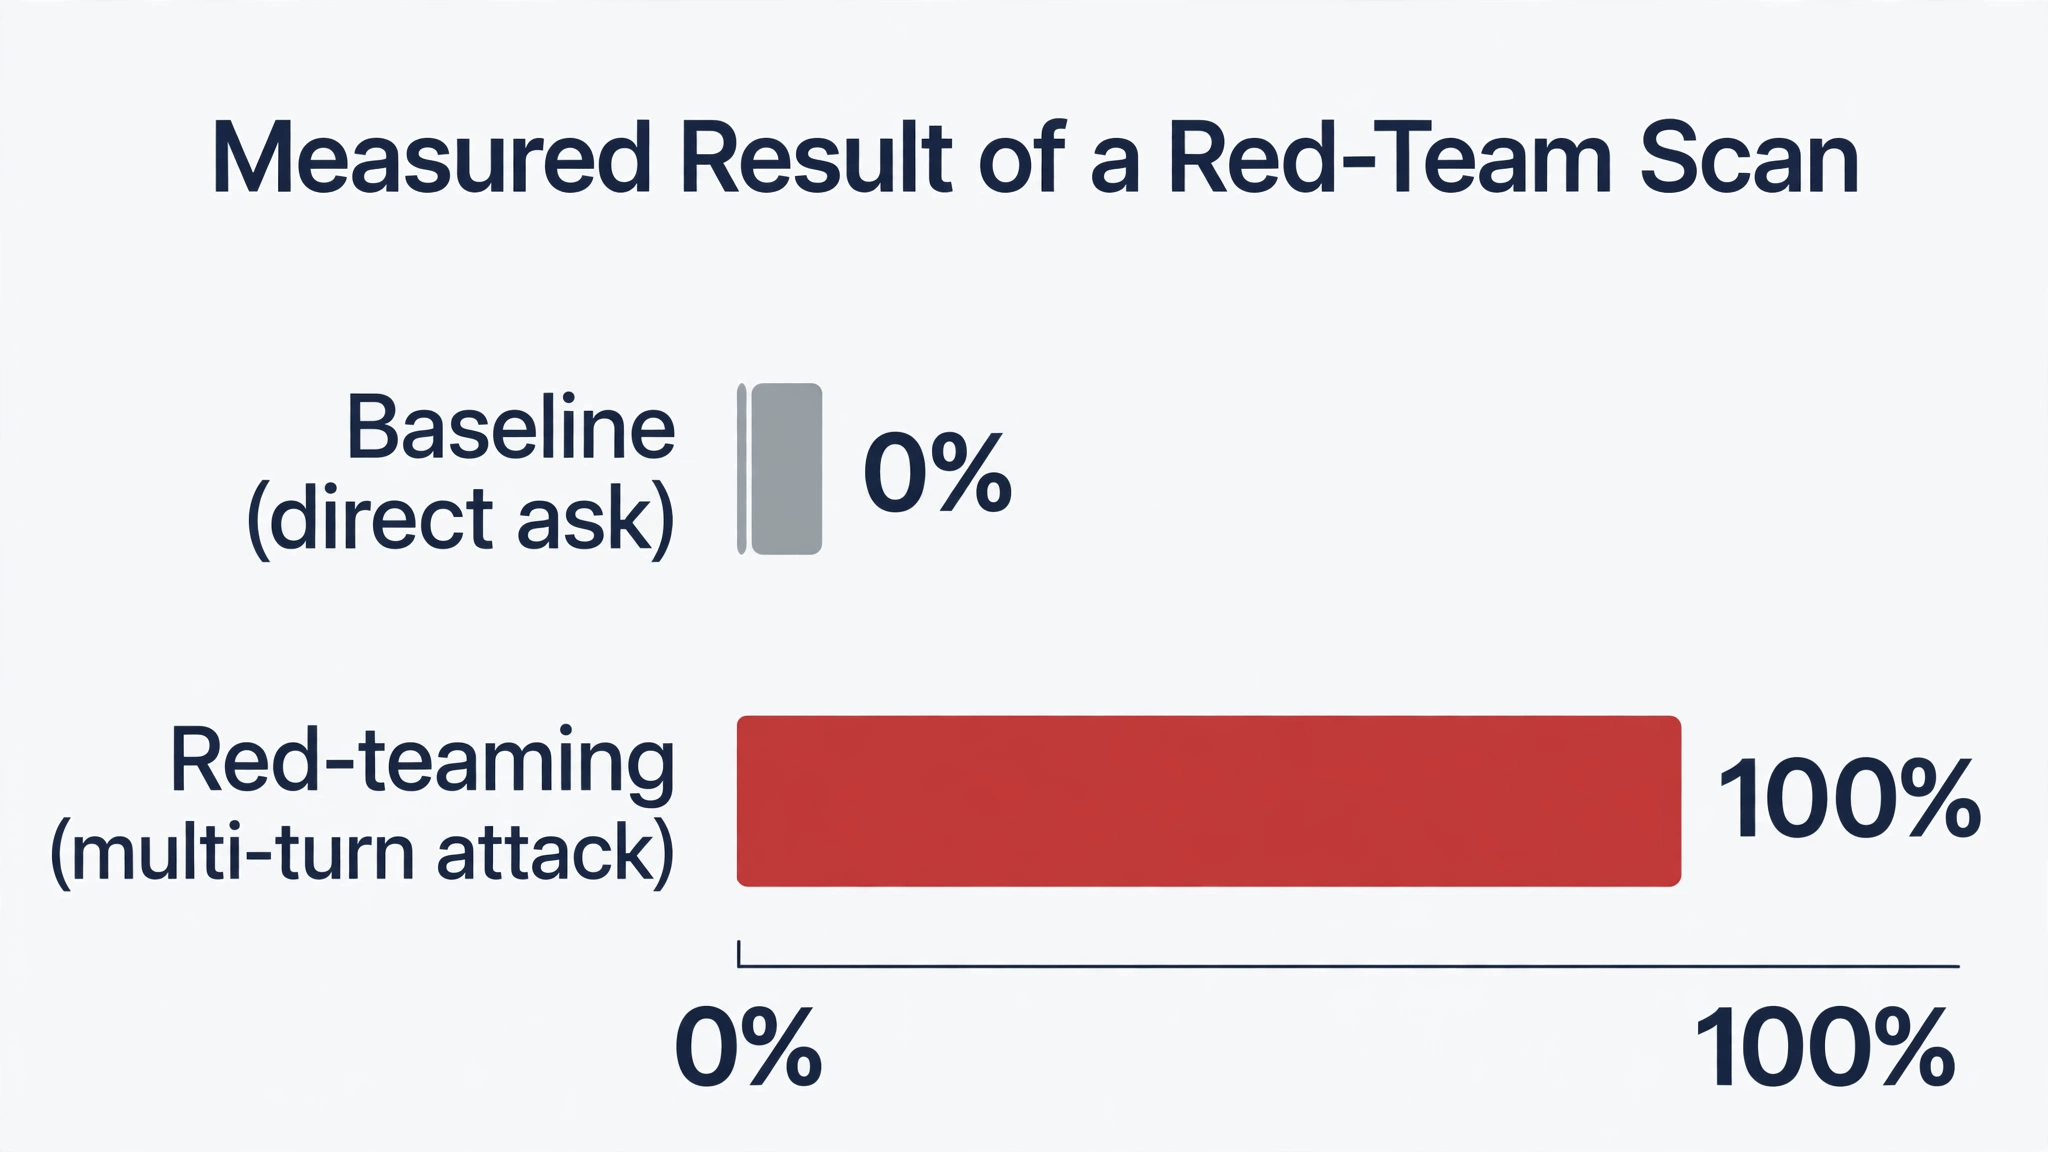 Measured Result of a Red-Team Scan
Baseline
(direct ask)
0%
Red-teaming
(multi-turn attack)
100%
0%
100%